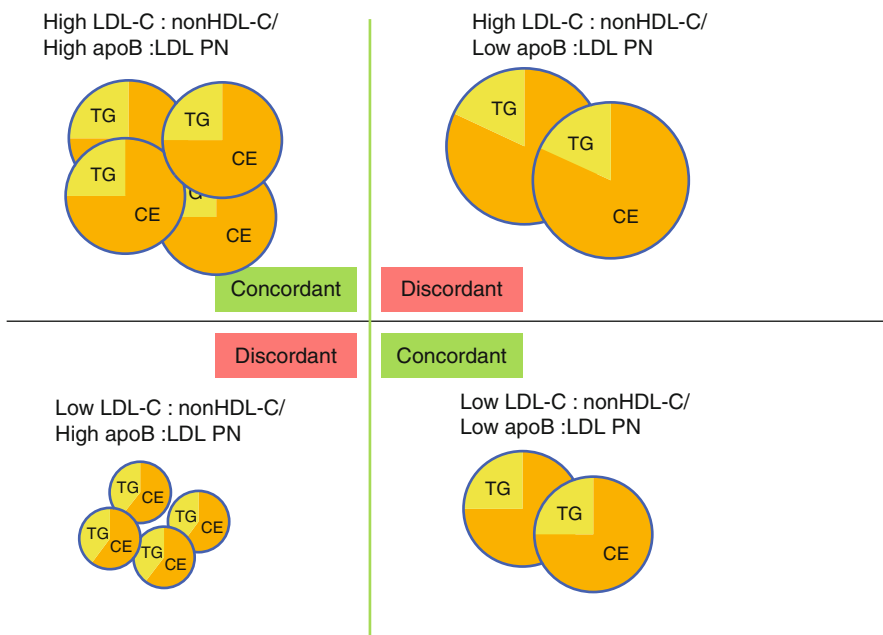 High LDL-C : nonHDL-C/
High apoB :LDL PN
TG
TG
CE
TG
CE
G
CE
Concordant
High LDL-C : nonHDL-C/
Low apoB :LDL PN
TG
TG
CE
Discordant
Discordant
Low LDL-C : nonHDL-C/
High apoB :LDL PN
TG
CE
TG
CE
TG
CE
TG
CE
Concordant
Low LDL-C : nonHDL-C/
Low apoB :LDL PN
TG
TG
CE